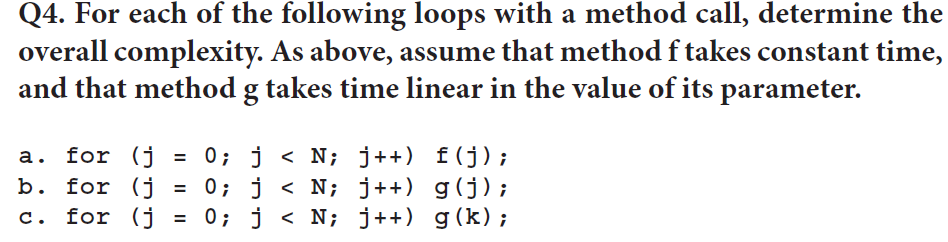 Q4. For each of the following loops with a method call, determine the
overall complexity. As above, assume that method f takes constant time,
and that method g takes time linear in the value of its parameter.
a. for (j = 0; j < N; j++) f(j);
b. for (j = 0; j < N; j++) g(j);
c. for (j = 0; j < N; j++) g(k);